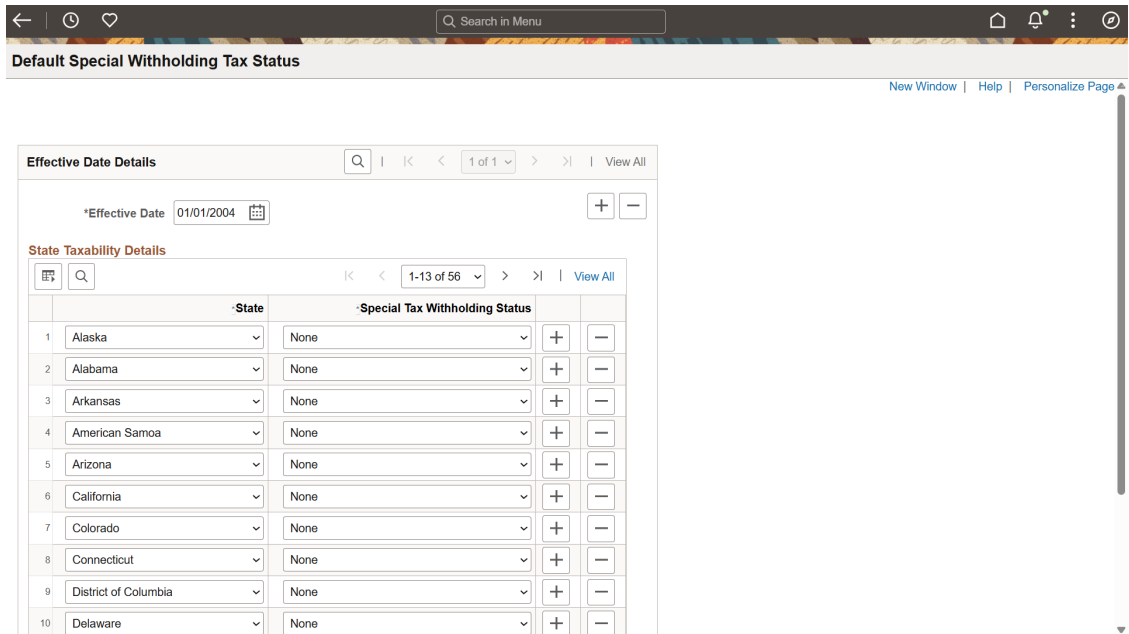 Search in Menu
Default Special Withholding Tax Status
New Window | Help | Personalize Page
Effective Date Details
1 of 1
| View All
*Effective Date 01/01/2004
State Taxability Details
1-13 of 56
| View All
*State *Special Tax Withholding Status
1 Alaska None
2 Alabama None
3 Arkansas None
4 American Samoa None
5 Arizona None
6 California None
7 Colorado None
8 Connecticut None
9 District of Columbia None
10 Delaware None